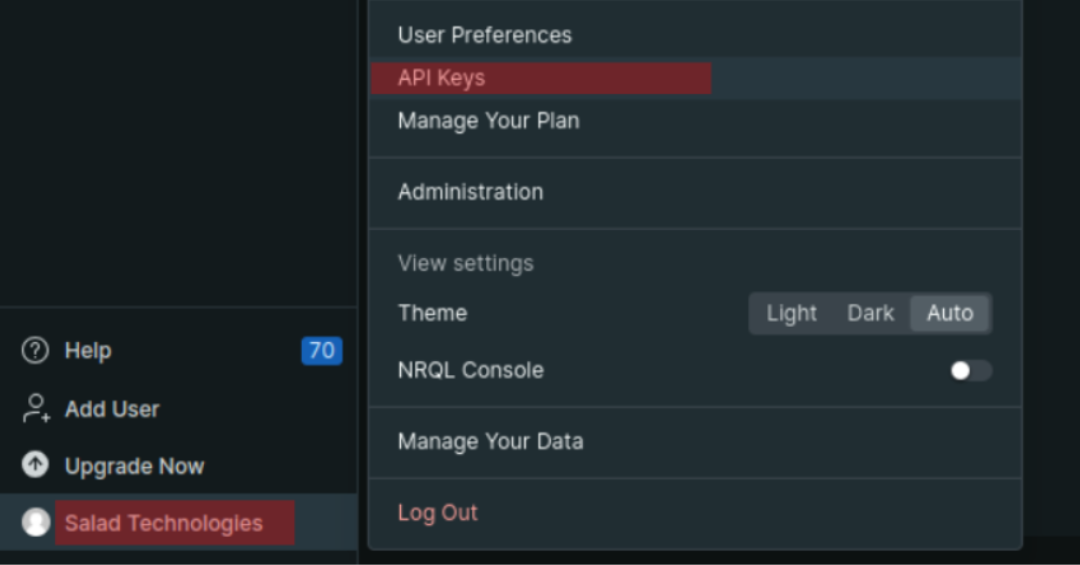 User Preferences
API Keys
Manage Your Plan
Administration
View settings
Theme Light Dark Auto
NRQL Console
Manage Your Data
Log Out
Help 70
Add User
Upgrade Now
Salad Technologies